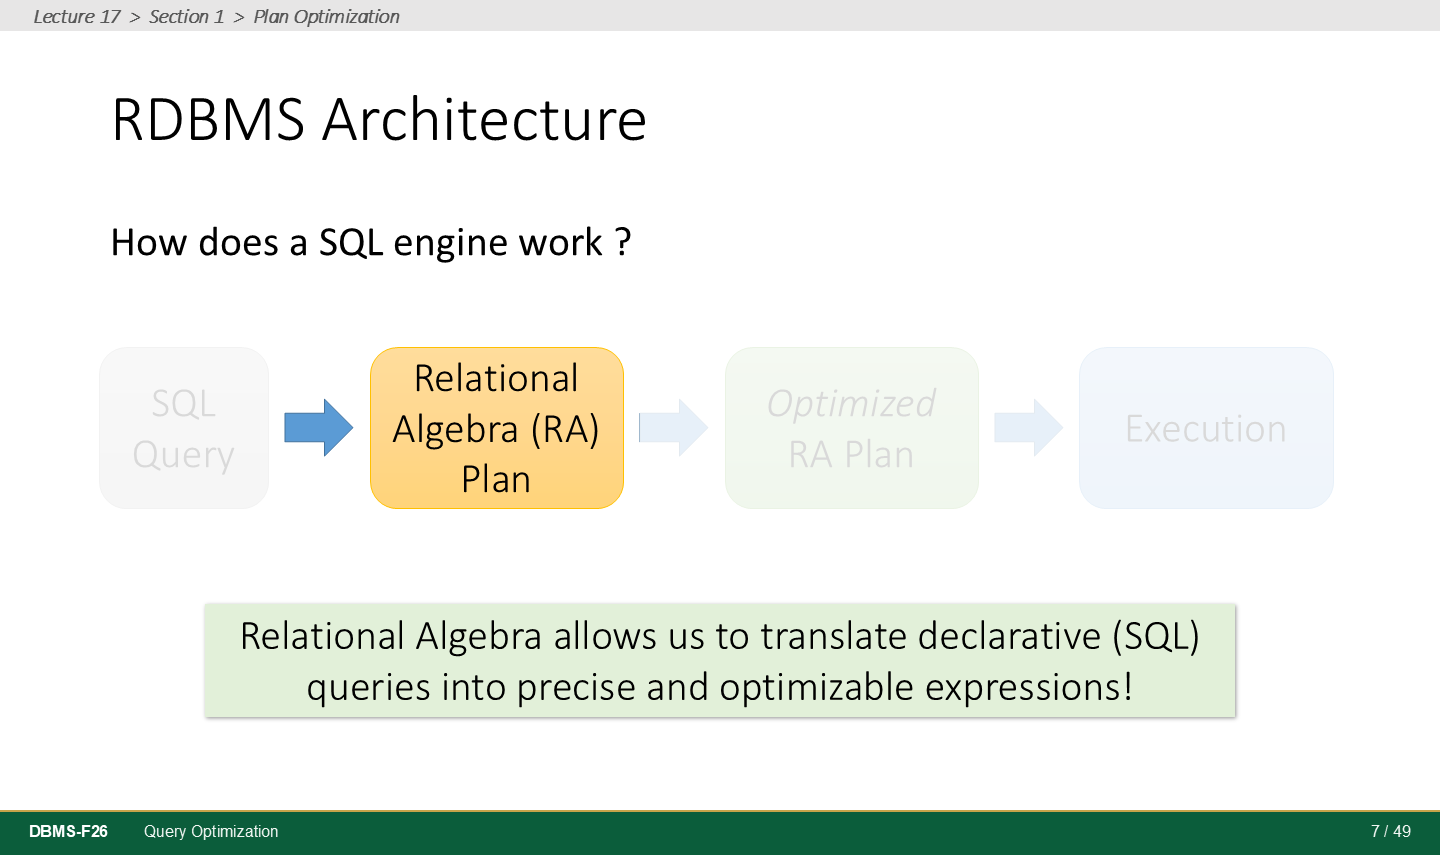 Lecture 17 > Section 1 > Plan Optimization
RDBMS Architecture
How does a SQL engine work ?
SQL
Query
Relational
Algebra (RA)
Plan
Optimized
RA Plan
Execution
Relational Algebra allows us to translate declarative (SQL)
queries into precise and optimizable expressions!
DBMS-F26 Query Optimization 7 / 49